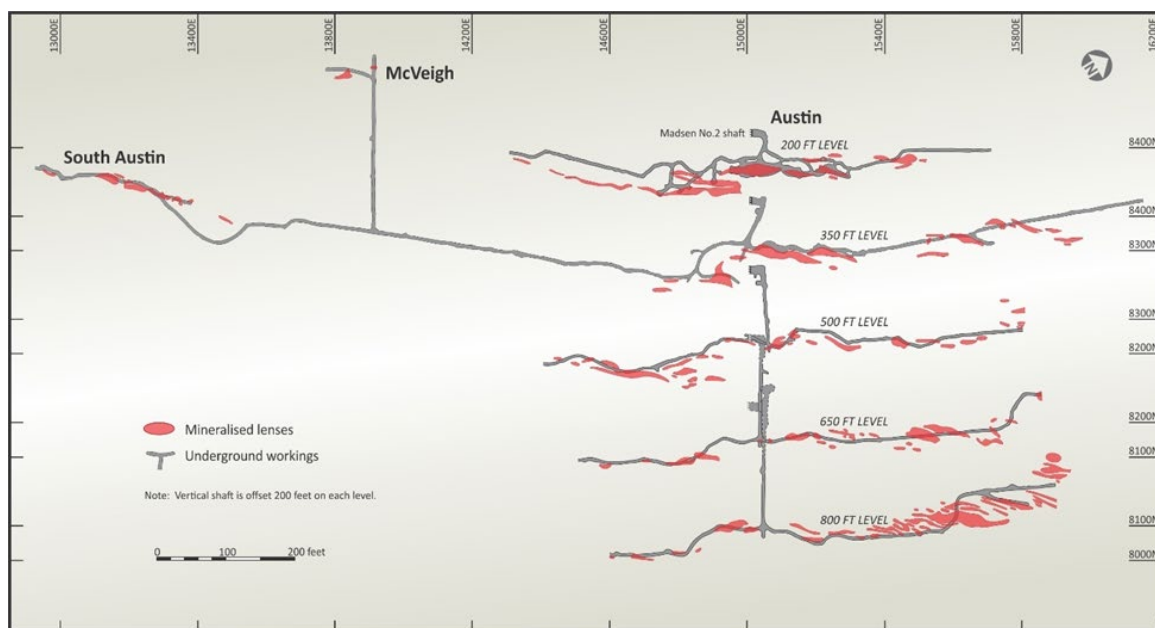 13000E
13400E
13800E
14200E
14600E
15000E
15400E
15800E
16200E
N
McVeigh
Austin
Madsen No.2 shaft
200 FT LEVEL
8400N
South Austin
8400N
350 FT LEVEL
8300N
8300N
500 FT LEVEL
8200N
8200N
650 FT LEVEL
Mineralised lenses
8100N
Underground workings
Note: Vertical shaft is offset 200 feet on each level.
800 FT LEVEL
8100N
0 100 200 feet
8000N